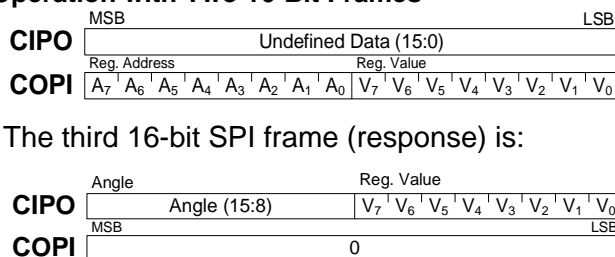 Operation with Two 16-Bit Frames
MSB LSB
CIPO Undefined Data (15:0)
Reg. Address Reg. Value
COPI A7 A6 A5 A4 A3 A2 A1 A0 V7 V6 V5 V4 V3 V2 V1 V0
The third 16-bit SPI frame (response) is:
Angle Reg. Value
CIPO Angle (15:8) V7 V6 V5 V4 V3 V2 V1 V0
MSB LSB
COPI 0